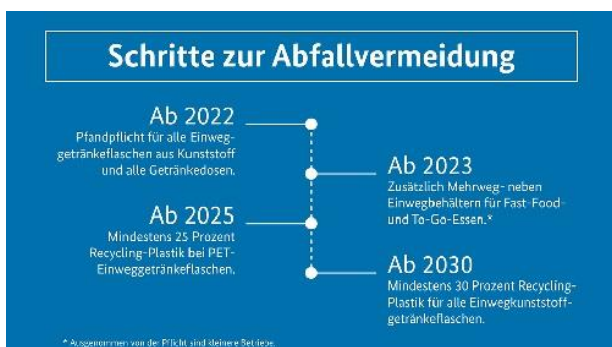 Schritte zur Abfallvermeidung
Ab 2022
Pfandpflicht für alle Einweg-
getränkeflaschen aus Kunststoff
und alle Getränkedosen.
Ab 2023
Zusätzlich Mehrweg- neben
Einwegbehältern für Fast-Food-
und To-Go-Essen.*
Ab 2025
Mindestens 25 Prozent
Recycling-Plastik bei PET-
Einweggetränkeflaschen.
Ab 2030
Mindestens 30 Prozent Recycling-
Plastik für alle Einwegkunststoff-
getränkeflaschen.
* Ausgenommen von der Pflicht sind kleinere Betriebe.